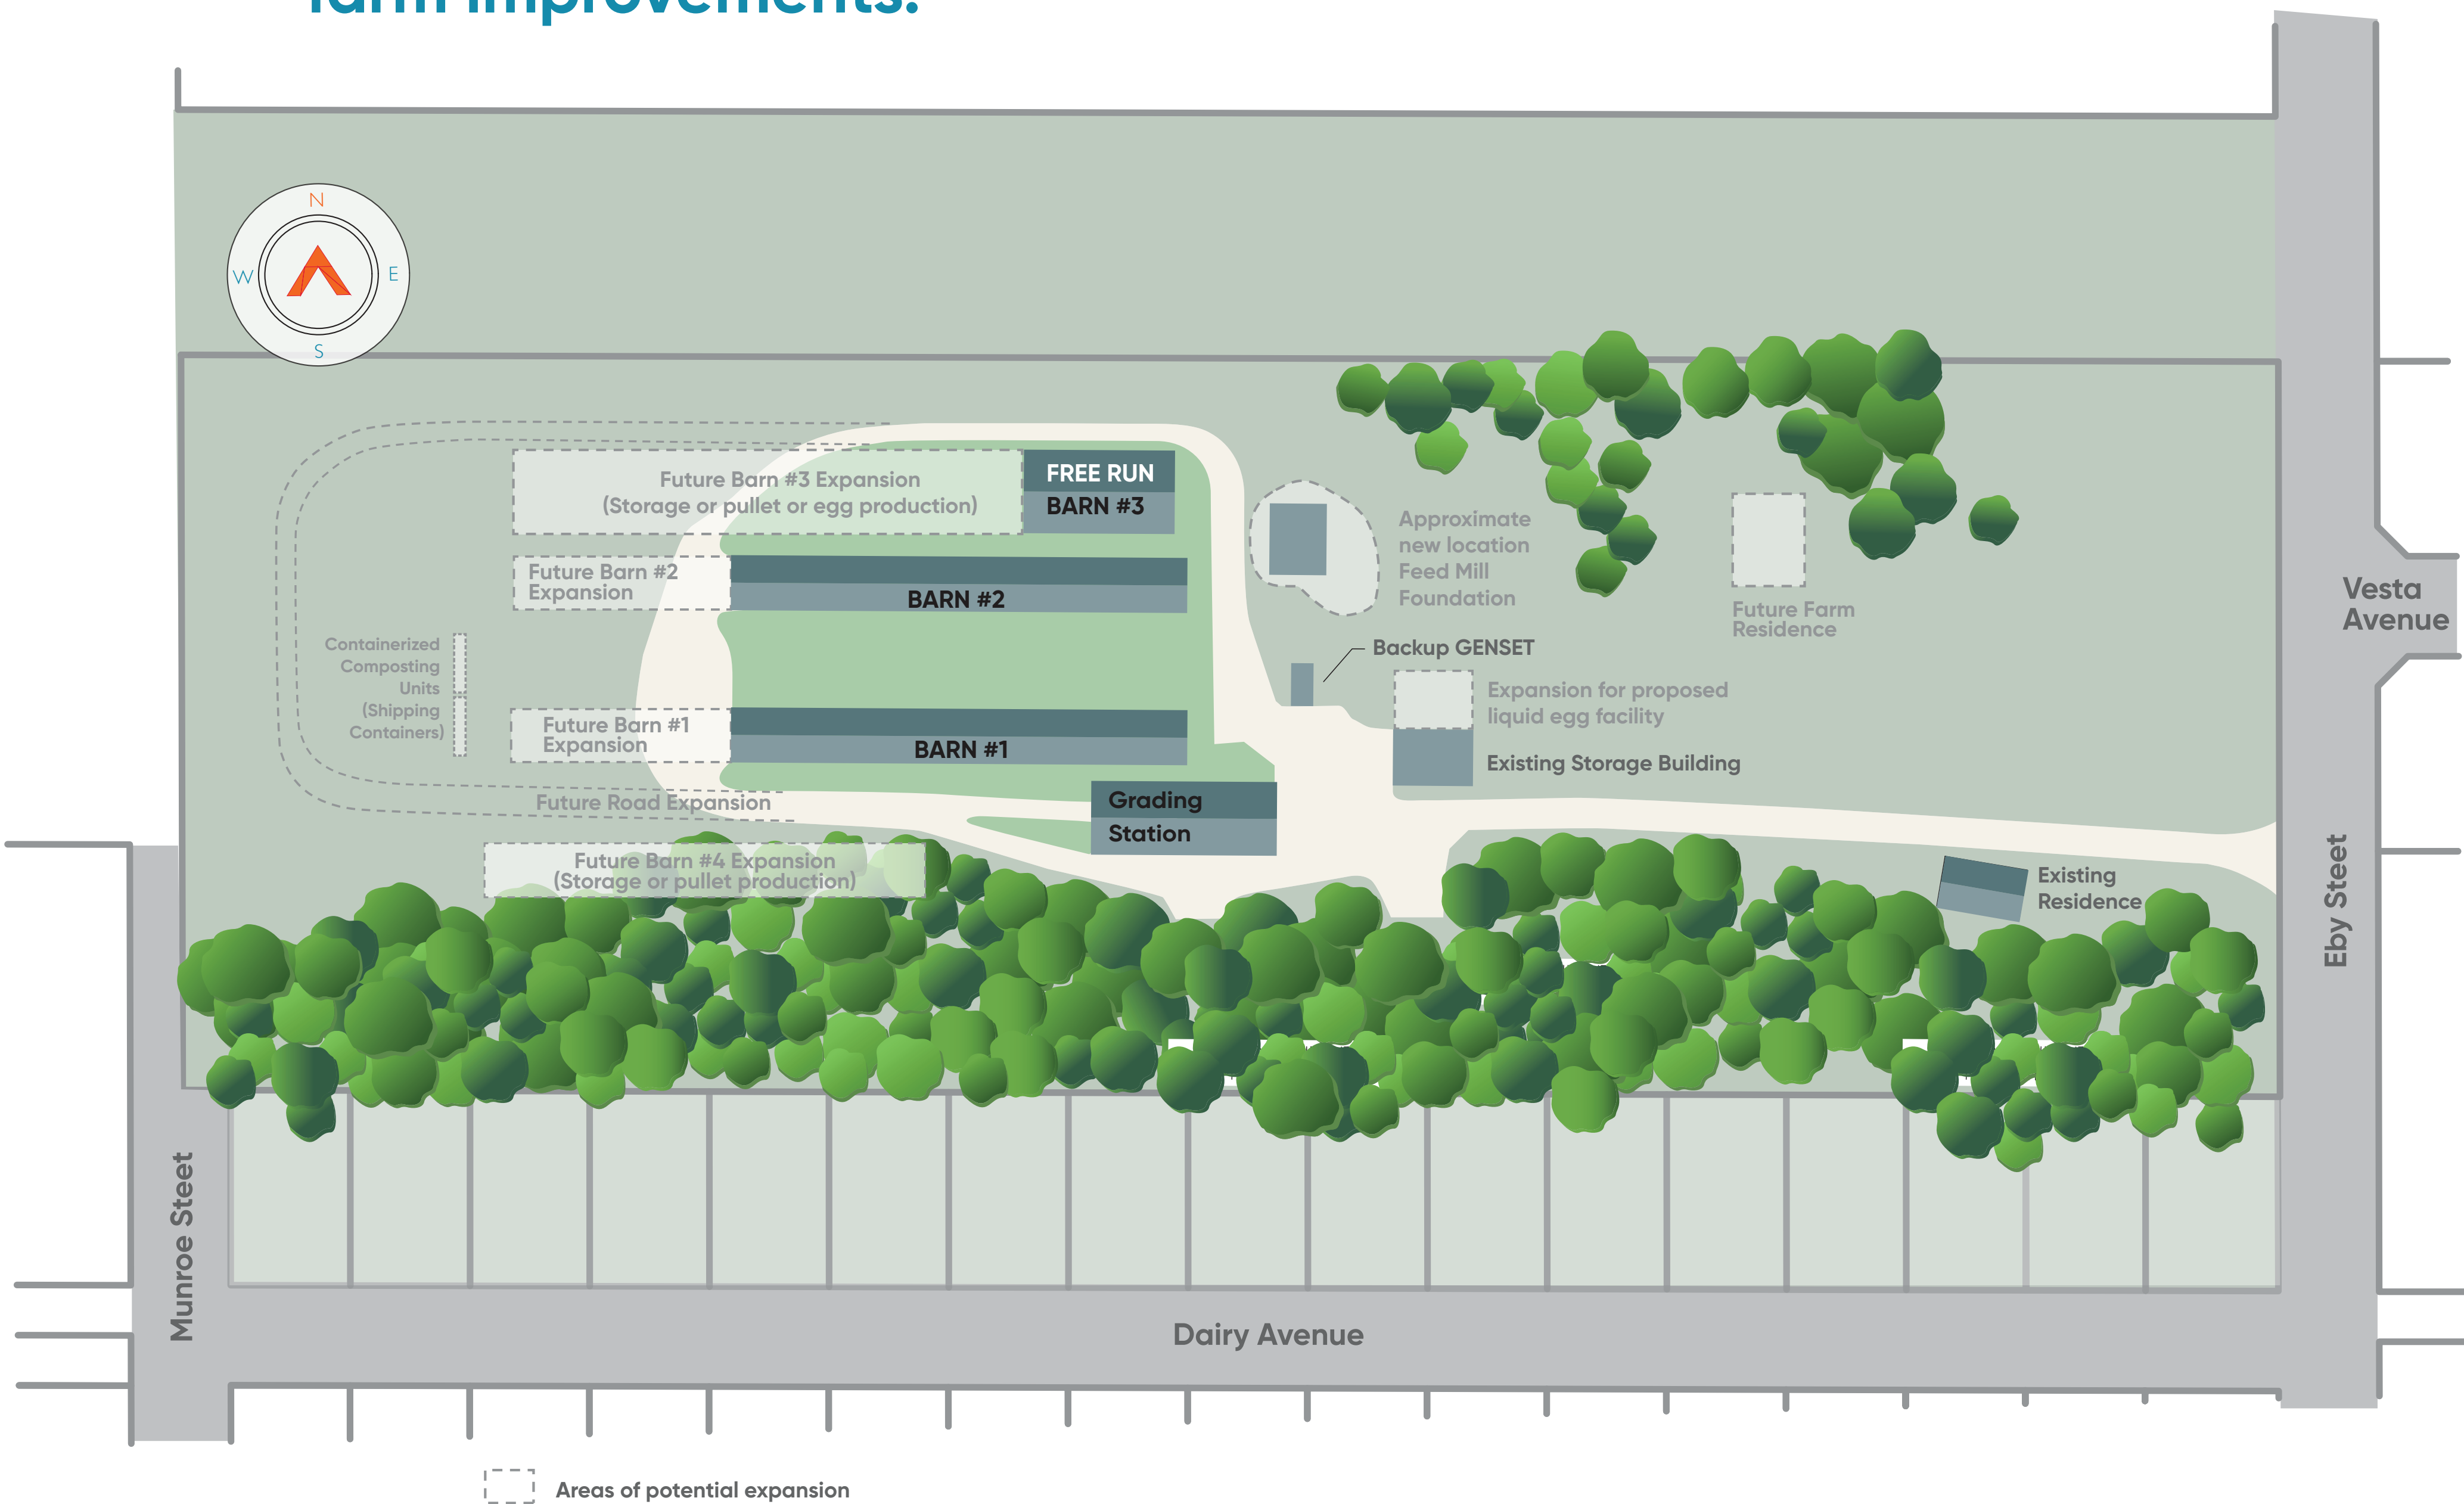 farm improvements.
N
W
E
S
Future Barn #3 Expansion
(Storage or pullet or egg production)
FREE RUN
BARN #3
Future Barn #2
Expansion
BARN #2
Approximate
new location
Feed Mill
Foundation
Future Farm
Residence
Vesta
Avenue
Containerized
Composting
Units
(Shipping
Containers)
Backup GENSET
Expansion for proposed
liquid egg facility
Future Barn #1
Expansion
BARN #1
Existing Storage Building
Future Road Expansion
Grading
Station
Future Barn #4 Expansion
(Storage or pullet production)
Existing
Residence
Eby Steet
Munroe Steet
Dairy Avenue
Areas of potential expansion